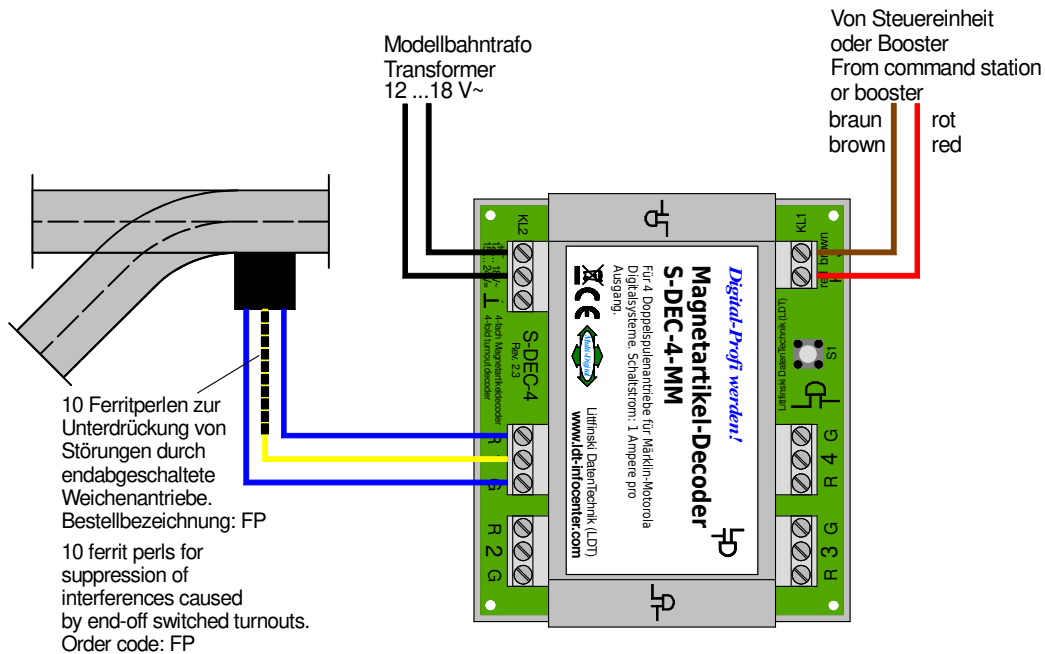 Modellbahntrafo
Transformer
12 ...18 V~
Von Steuereinheit
oder Booster
From command station
or booster
braun
brown
rot
red
10 Ferritperlen zur
Unterdrückung von
Störungen durch
endabgeschaltete
Weichenantriebe.
Bestellbezeichnung: FP
10 ferrit perls for
suppression of
interferences caused
by end-off switched turnouts.
Order code: FP
KL2
4-fach Magnetartikeldecoder
4-fold turnout decoder
S-DEC-4
Rev. 2.3
R
G
R 2 G
Digital-Profi werden!
Magnetartikel-Decoder
S-DEC-4-MM
Für 4 Doppelspulenantriebe für Märklin-Motorola
Digitalsysteme. Schaltstrom: 1 Ampere pro
Ausgang.
CE
Multi-Digital
Littfinski DatenTechnik (LDT)
www.ldt-infocenter.com
LDT
KL1
brown
S1
Littfinski DatenTechnik (LDT)
R 4 G
R 3 G